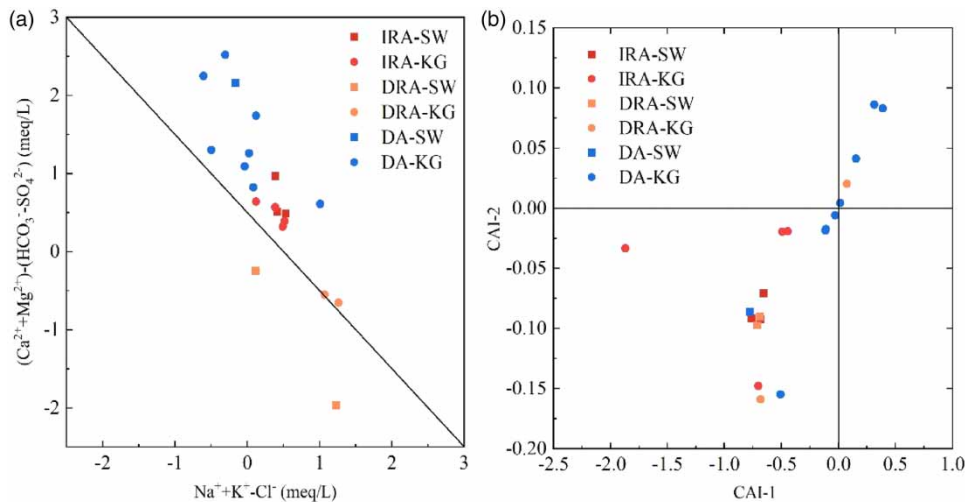 (a)
3
2
1
0
-1
-2
-2
-1
0
1
2
3
IRA-SW
IRA-KG
DRA-SW
DRA-KG
DA-SW
DA-KG
(Ca²⁺+Mg²⁺)-(HCO₃⁻-SO₄²⁻) (meq/L)
Na⁺+K⁺-Cl⁻ (meq/L)
(b)
0.15
0.10
0.05
0.00
-0.05
-0.10
-0.15
-0.20
-2.5
-2.0
-1.5
-1.0
-0.5
0.0
0.5
1.0
IRA-SW
IRA-KG
DRA-SW
DRA-KG
DA-SW
DA-KG
CAI-2
CAI-1